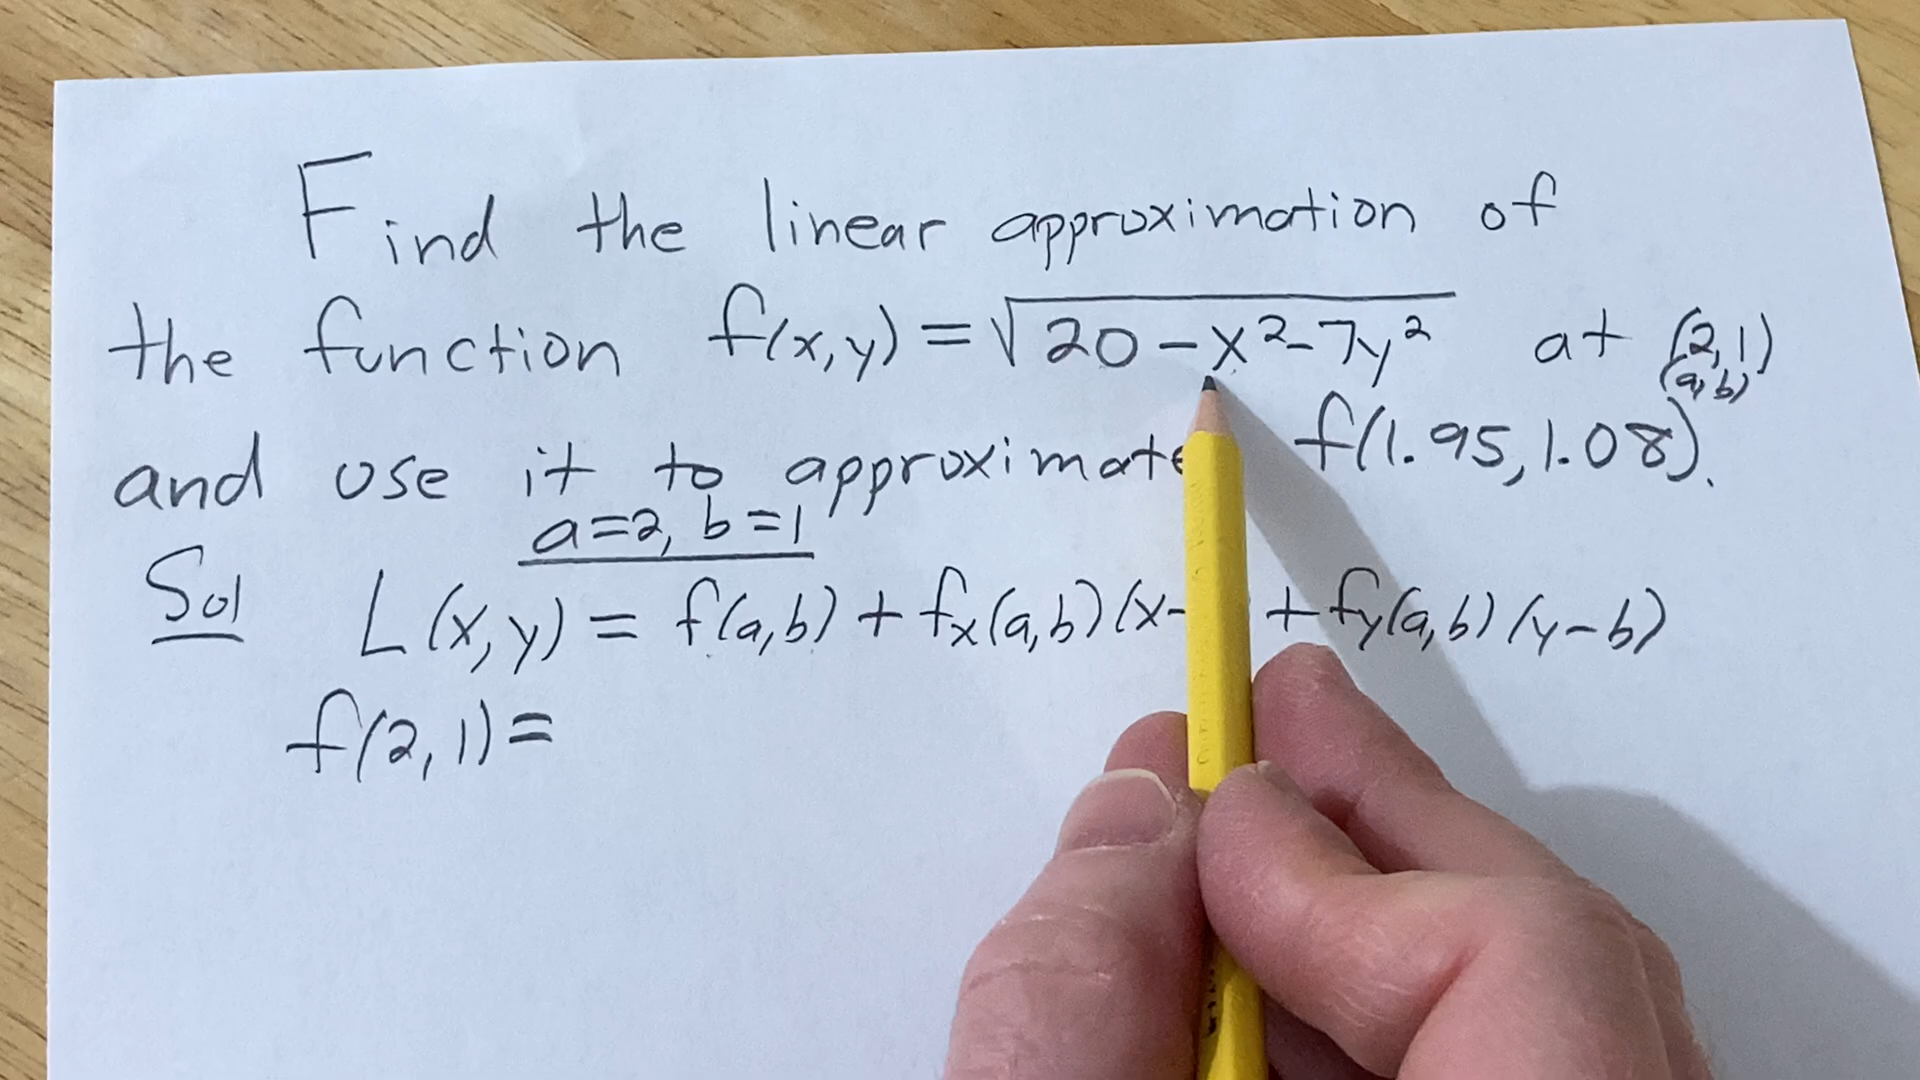 Find the linear approximation of
the function f(x,y) = √20-x²-7y² at (2,1)
(a,b)
and use it to approximate f(1.95,1.08).
a=2, b=1
Sol L(x,y) = f(a,b) + fx(a,b)(x- + fy(a,b)(y-b)
f(2,1)=